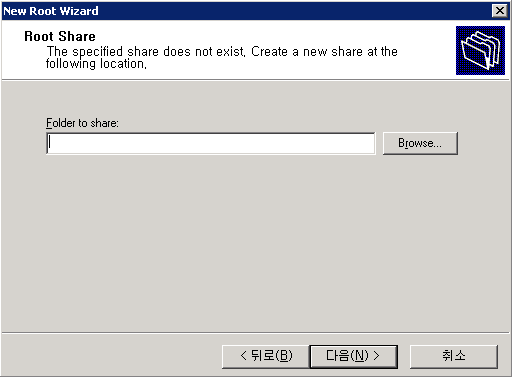 New Root Wizard
Root Share
The specified share does not exist. Create a new share at the
following location.
Folder to share:
Browse...
< 뒤로(B)
다음(N) >
취소